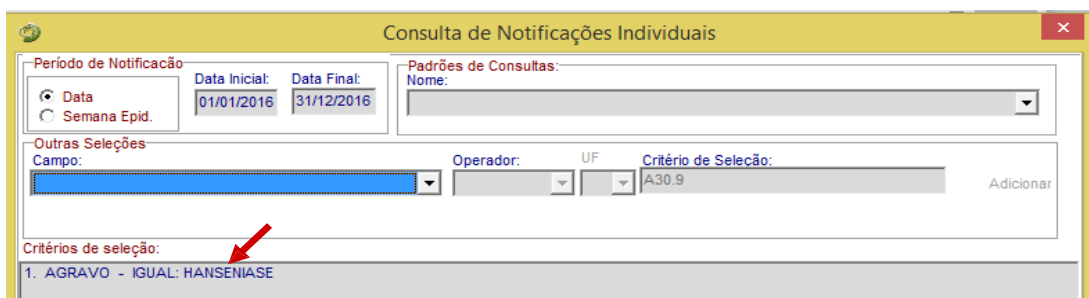 Consulta de Notificações Individuais
Período de Notificacão
Data
Semana Epid.
Data Inicial: Data Final:
01/01/2016 31/12/2016
Padrões de Consultas:
Nome:
Outras Seleções
Campo: Operador: UF Critério de Seleção:
A30.9 Adicionar
Critérios de seleção:
1. AGRAVO - IGUAL: HANSENIASE